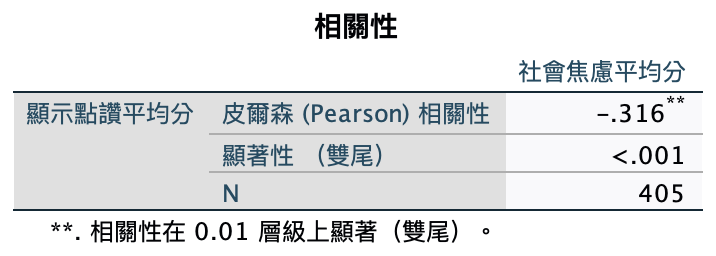 相關性
社會焦慮平均分
顯示點讚平均分 皮爾森 (Pearson) 相關性 -.316**
顯著性 （雙尾） <.001
N 405
**. 相關性在 0.01 層級上顯著（雙尾）。